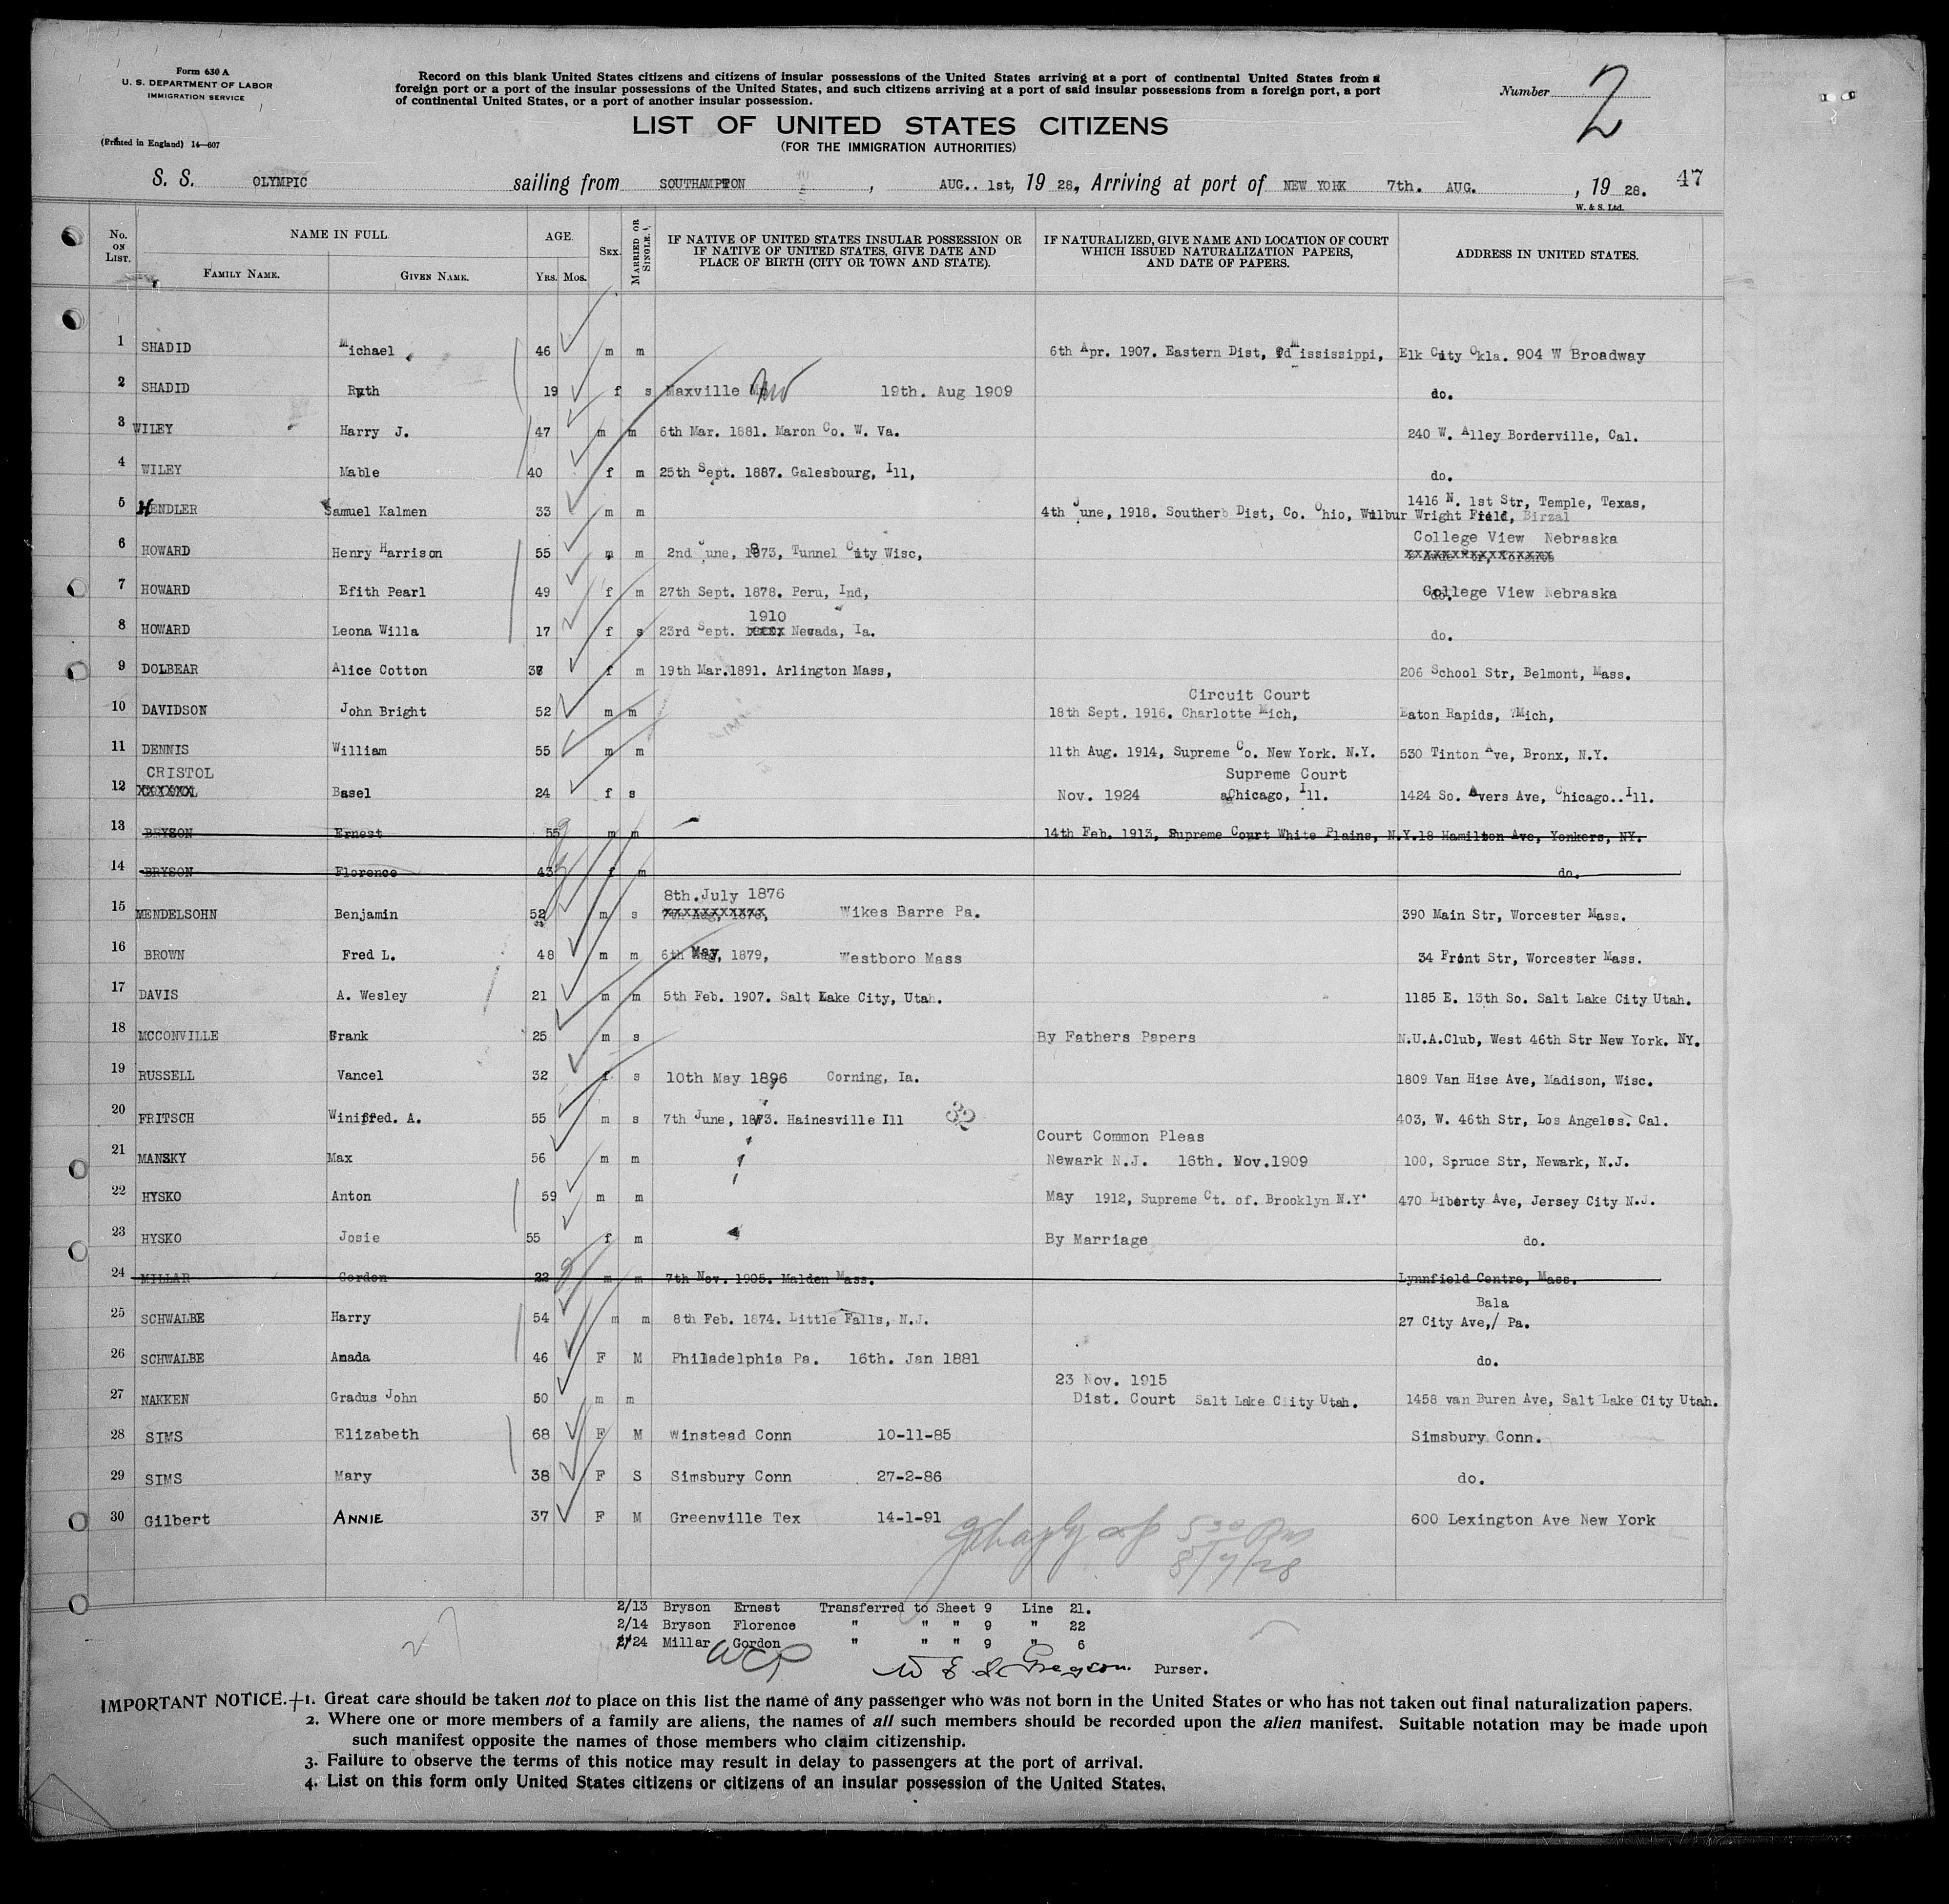 Form 630 A
U. S. DEPARTMENT OF LABOR
IMMIGRATION SERVICE
(Printed in England) 14—607
Record on this blank United States citizens and citizens of insular possessions of the United States arriving at a port of continental United States from a
foreign port or a port of the insular possessions of the United States, and such citizens arriving at a port of said insular possessions from a foreign port, a port
of continental United States, or a port of another insular possession.
Number 2
LIST OF UNITED STATES CITIZENS
(FOR THE IMMIGRATION AUTHORITIES)
S. S. OLYMPIC sailing from SOUTHAMPTON, AUG.. 1st, 19 28, Arriving at port of NEW YORK 7th. AUG. , 19 28. 47
W. & S. Ltd.
No. ON LIST. NAME IN FULL FAMILY NAME. GIVEN NAME. AGE. Yrs. Mos. SEX. MARRIED OR SINGLE. IF NATIVE OF UNITED STATES INSULAR POSSESSION OR IF NATIVE OF UNITED STATES, GIVE DATE AND PLACE OF BIRTH (CITY OR TOWN AND STATE). IF NATURALIZED, GIVE NAME AND LOCATION OF COURT WHICH ISSUED NATURALIZATION PAPERS, AND DATE OF PAPERS. ADDRESS IN UNITED STATES.
1 SHADID Michael 46 m m 6th Apr. 1907. Eastern Dist, Mississippi, Elk City Okla. 904 W Broadway
2 SHADID Ruth 19 f s Maxville Mo 19th. Aug 1909 do.
3 WILEY Harry J. 47 m m 6th Mar. 1881. Maron Co. W. Va. 240 W. Alley Borderville, Cal.
4 WILEY Mable 40 f m 25th Sept. 1887. Galesbourg, Ill, do.
1416 N. 1st Str, Temple, Texas,
5 HENDLER Samuel Kalmen 33 m m 4th June, 1918. Southern Dist, Co. Ohio, Wilbur Wright Field, Birzal
College View Nebraska
6 HOWARD Henry Harrison 55 m m 2nd June, 1873, Tunnel City Wisc,
7 HOWARD Efith Pearl 49 f m 27th Sept. 1878. Peru, Ind, College View Nebraska
1910
8 HOWARD Leona Willa 17 f s 23rd Sept. Nevada, Ia. do.
9 DOLBEAR Alice Cotton 37 f m 19th Mar.1891. Arlington Mass, 206 School Str, Belmont, Mass.
Circuit Court
10 DAVIDSON John Bright 52 m m 18th Sept. 1916. Charlotte Mich, Eaton Rapids, Mich,
11 DENNIS William 55 m m 11th Aug. 1914, Supreme Co. New York. N.Y. 530 Tinton Ave, Bronx, N.Y.
CRISTOL Supreme Court
12 Basel 24 f s Nov. 1924 Chicago, Ill. 1424 So. Avers Ave, Chicago..Ill.
13 BRYSON Ernest 55 m m 14th Feb. 1913, Supreme Court White Plains, N.Y. 18 Hamilton Ave, Yonkers, NY.
14 BRYSON Florence 43 f m do.
8th. July 1876
15 MENDELSOHN Benjamin 52 m s Wikes Barre Pa. 390 Main Str, Worcester Mass.
16 BROWN Fred L. 48 m m 6th May, 1879, Westboro Mass 34 Front Str, Worcester Mass.
17 DAVIS A. Wesley 21 m m 5th Feb. 1907. Salt Lake City, Utah. 1185 E. 13th So. Salt Lake City Utah.
18 MCCONVILLE Frank 25 m s By Fathers Papers N.U.A.Club, West 46th Str New York. NY.
19 RUSSELL Vancel 32 f s 10th May 1896 Corning, Ia. 1809 Van Hise Ave, Madison, Wisc.
20 FRITSCH Winifred. A. 55 m s 7th June, 1873. Hainesville Ill 32 403, W. 46th Str, Los Angeles. Cal.
Court Common Pleas
21 MANSKY Max 56 m m Newark N.J. 16th. Nov.1909 100, Spruce Str, Newark, N.J.
22 HYSKO Anton 59 m m May 1912, Supreme Ct. of. Brooklyn N.Y. 470 Liberty Ave, Jersey City N.J.
23 HYSKO Josie 55 f m By Marriage do.
24 MILLAR Gordon 22 m m 7th Nov. 1905. Malden Mass. Lynnfield Centre, Mass.
Bala
25 SCHWALBE Harry 54 m m 8th Feb. 1874. Little Falls, N.J. 27 City Ave,/ Pa.
26 SCHWALBE Amada 46 F M Philadelphia Pa. 16th. Jan 1881 do.
23 Nov. 1915
27 NAKKEN Gradus John 50 m m Dist. Court Salt Lake City Utah. 1458 van Buren Ave, Salt Lake City Utah.
28 SIMS Elizabeth 68 F M Winstead Conn 10-11-85 Simsbury Conn.
29 SIMS Mary 38 F S Simsbury Conn 27-2-86 do.
30 Gilbert ANNIE 37 F M Greenville Tex 14-1-91 600 Lexington Ave New York
5 30 Pm
8/7/28
2/13 Bryson Ernest Transferred to Sheet 9 Line 21.
2/14 Bryson Florence " " " 9 " 22
2/24 Millar Gordon " " " 9 " 6
27
Purser.
IMPORTANT NOTICE.—1. Great care should be taken not to place on this list the name of any passenger who was not born in the United States or who has not taken out final naturalization papers.
2. Where one or more members of a family are aliens, the names of all such members should be recorded upon the alien manifest. Suitable notation may be made upon
such manifest opposite the names of those members who claim citizenship.
3. Failure to observe the terms of this notice may result in delay to passengers at the port of arrival.
4. List on this form only United States citizens or citizens of an insular possession of the United States.